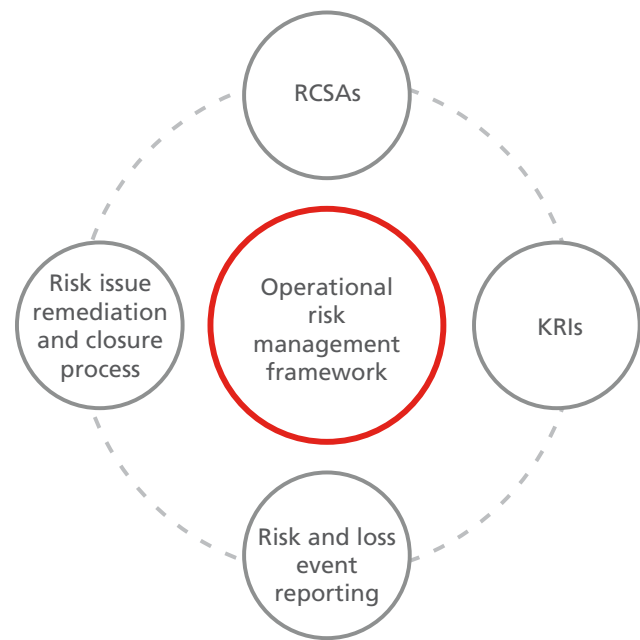 RCSAs
Risk issue
remediation
and closure
process
Operational
risk
management
framework
KRIs
Risk and loss
event
reporting